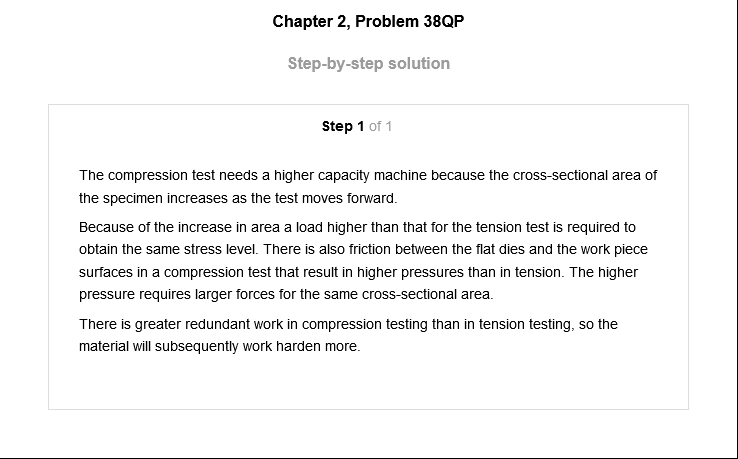 Chapter 2, Problem 38QP
Step-by-step solution
Step 1 of 1
The compression test needs a higher capacity machine because the cross-sectional area of
the specimen increases as the test moves forward.
Because of the increase in area a load higher than that for the tension test is required to
obtain the same stress level. There is also friction between the flat dies and the work piece
surfaces in a compression test that result in higher pressures than in tension. The higher
pressure requires larger forces for the same cross-sectional area.
There is greater redundant work in compression testing than in tension testing, so the
material will subsequently work harden more.